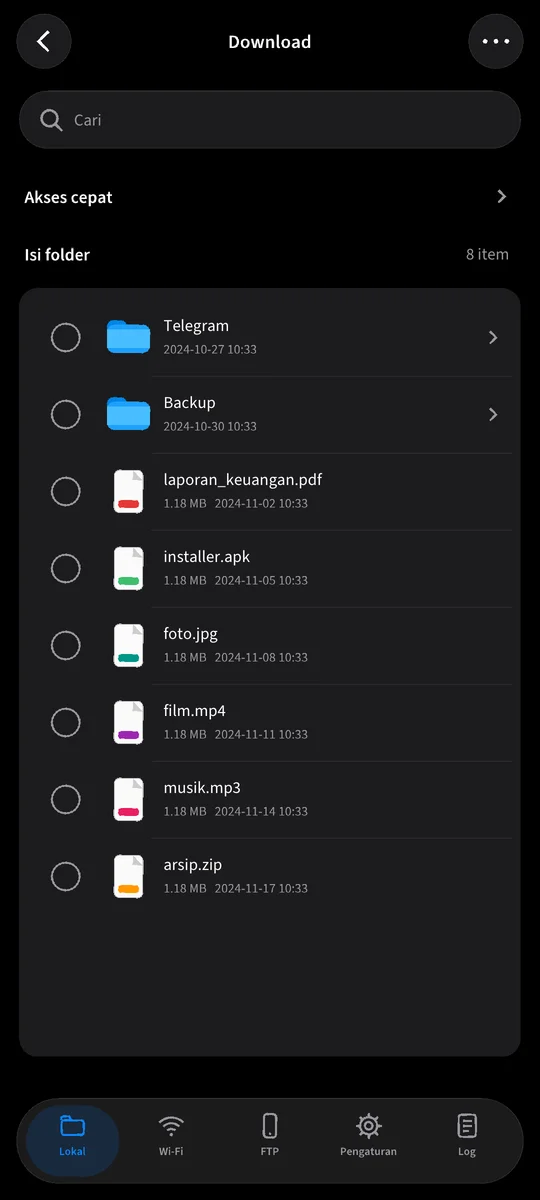 Download
Cari
Akses cepat
Isi folder 8 item
Telegram
2024-10-27 10:33
Backup
2024-10-30 10:33
laporan_keuangan.pdf
1.18 MB 2024-11-02 10:33
installer.apk
1.18 MB 2024-11-05 10:33
foto.jpg
1.18 MB 2024-11-08 10:33
film.mp4
1.18 MB 2024-11-11 10:33
musik.mp3
1.18 MB 2024-11-14 10:33
arsip.zip
1.18 MB 2024-11-17 10:33
Lokal Wi-Fi FTP Pengaturan Log